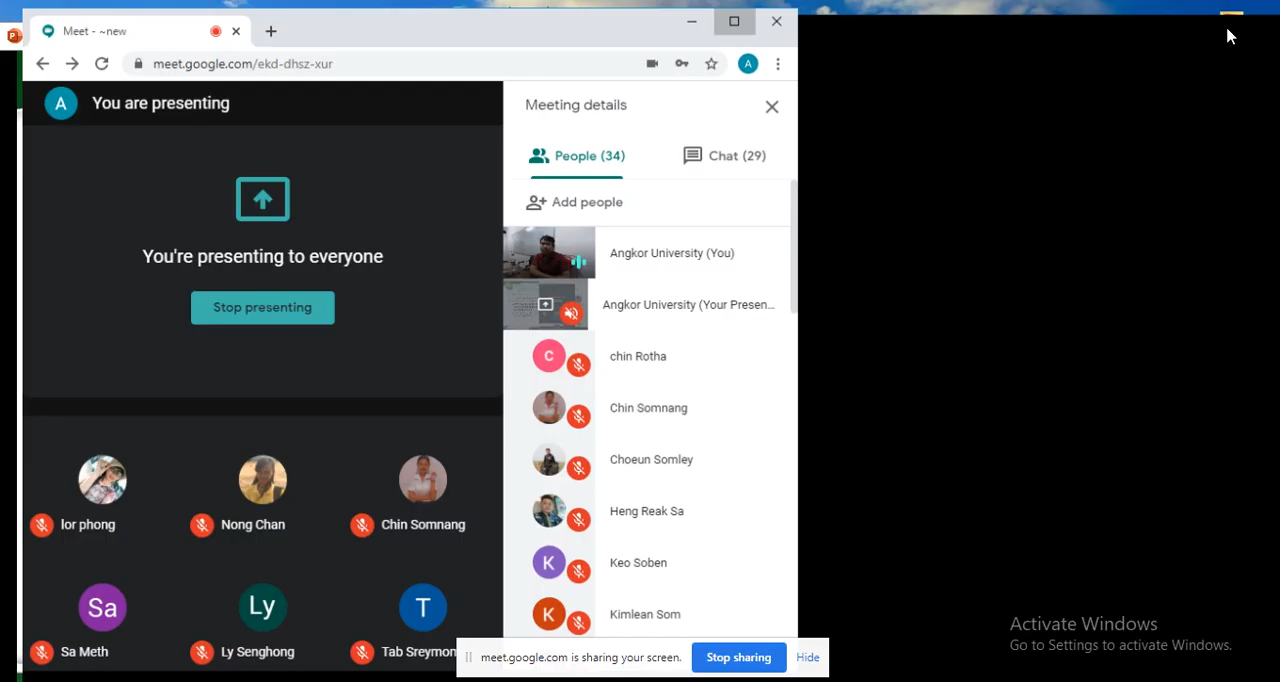 Meet - ~new
meet.google.com/ekd-dhsz-xur
A
A You are presenting
You're presenting to everyone
Stop presenting
lor phong
Nong Chan
Chin Somnang
Sa
Ly
T
Sa Meth
Ly Senghong
Tab Sreymom
Meeting details
People (34)
Chat (29)
Add people
Angkor University (You)
Angkor University (Your Presen...
C chin Rotha
Chin Somnang
Choeun Somley
Heng Reak Sa
K Keo Soben
K Kimlean Som
meet.google.com is sharing your screen. Stop sharing Hide
Activate Windows
Go to Settings to activate Windows.